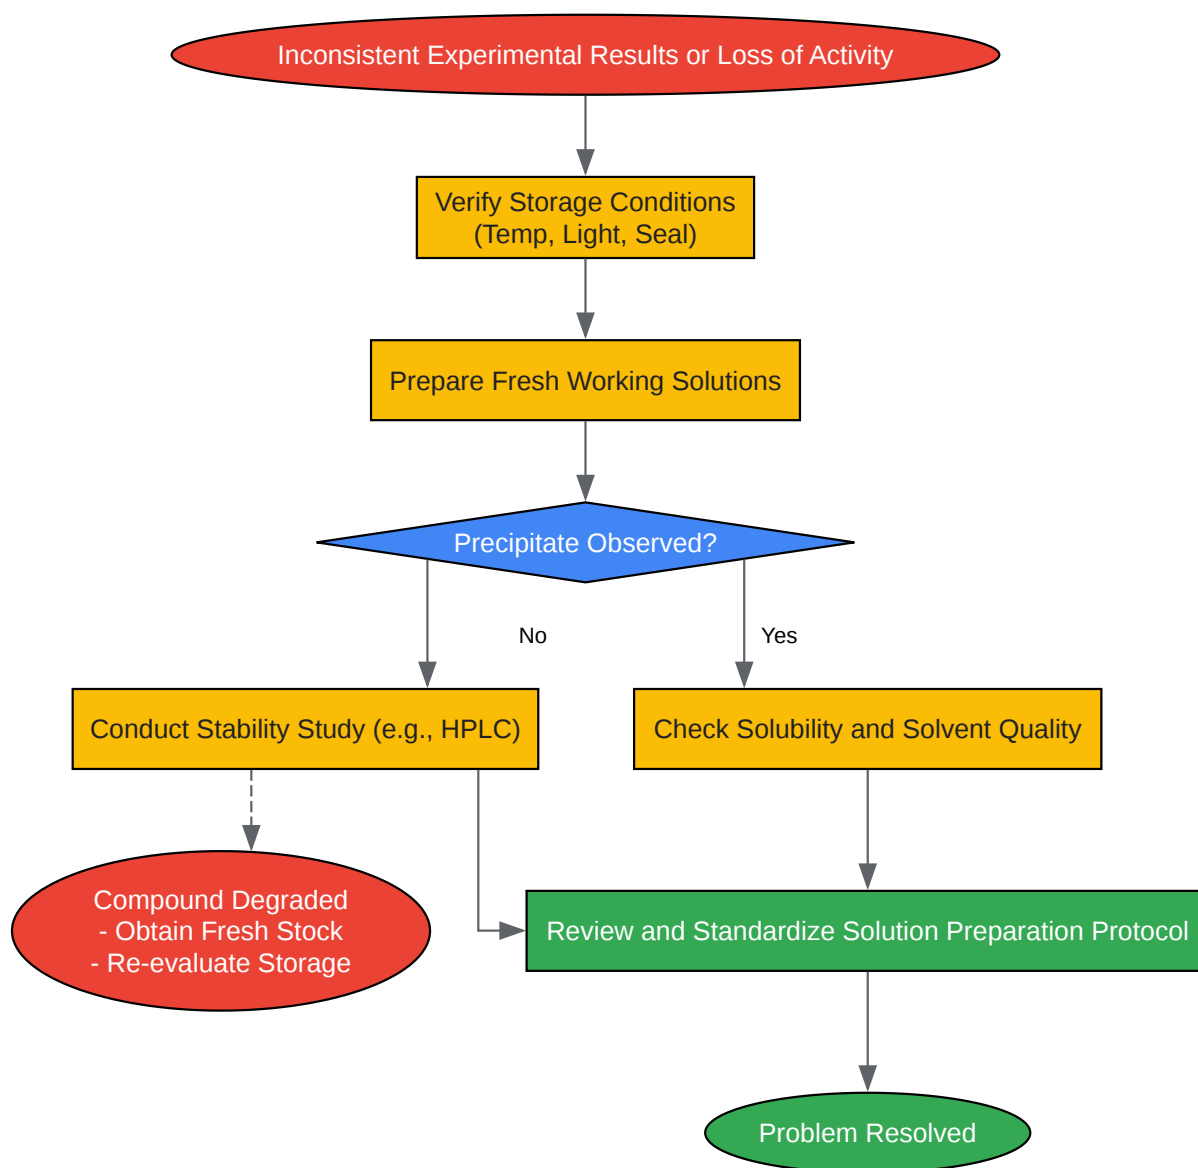 Inconsistent Experimental Results or Loss of Activity
Verify Storage Conditions
(Temp, Light, Seal)
Prepare Fresh Working Solutions
Precipitate Observed?
No
Yes
Conduct Stability Study (e.g., HPLC)
Check Solubility and Solvent Quality
Compound Degraded
- Obtain Fresh Stock
- Re-evaluate Storage
Review and Standardize Solution Preparation Protocol
Problem Resolved